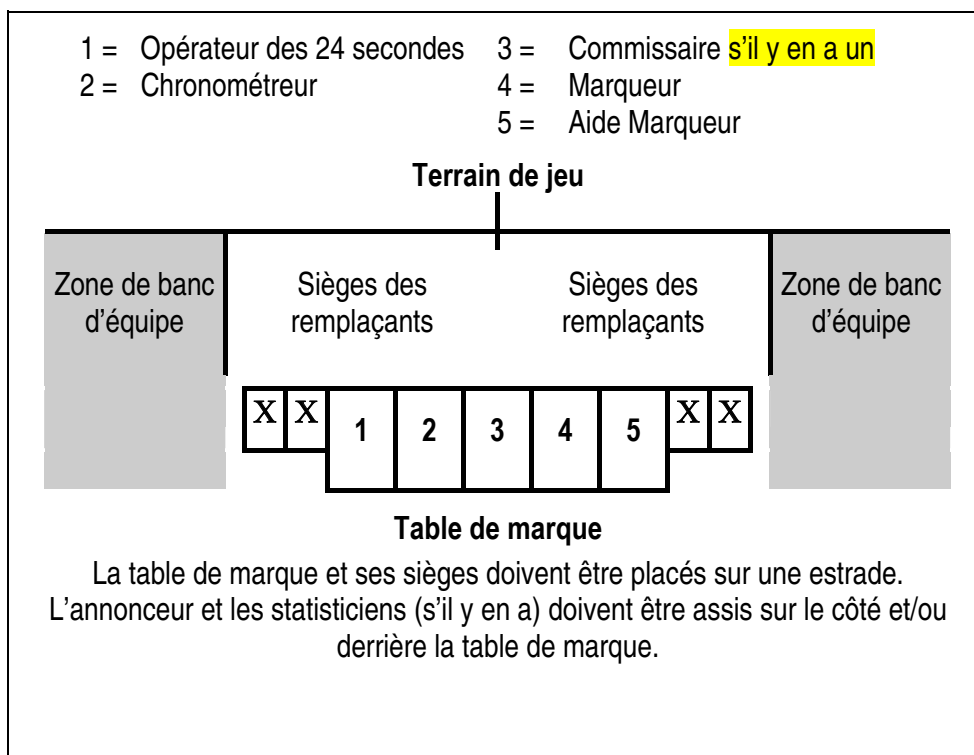 1 = Opérateur des 24 secondes 3 = Commissaire s'il y en a un
2 = Chronométreur 4 = Marqueur
5 = Aide Marqueur
Terrain de jeu
Zone de banc Sièges des Sièges des Zone de banc
d'équipe remplaçants remplaçants d'équipe
X X 1 2 3 4 5 X X
Table de marque
La table de marque et ses sièges doivent être placés sur une estrade.
L'annonceur et les statisticiens (s'il y en a) doivent être assis sur le côté et/ou
derrière la table de marque.